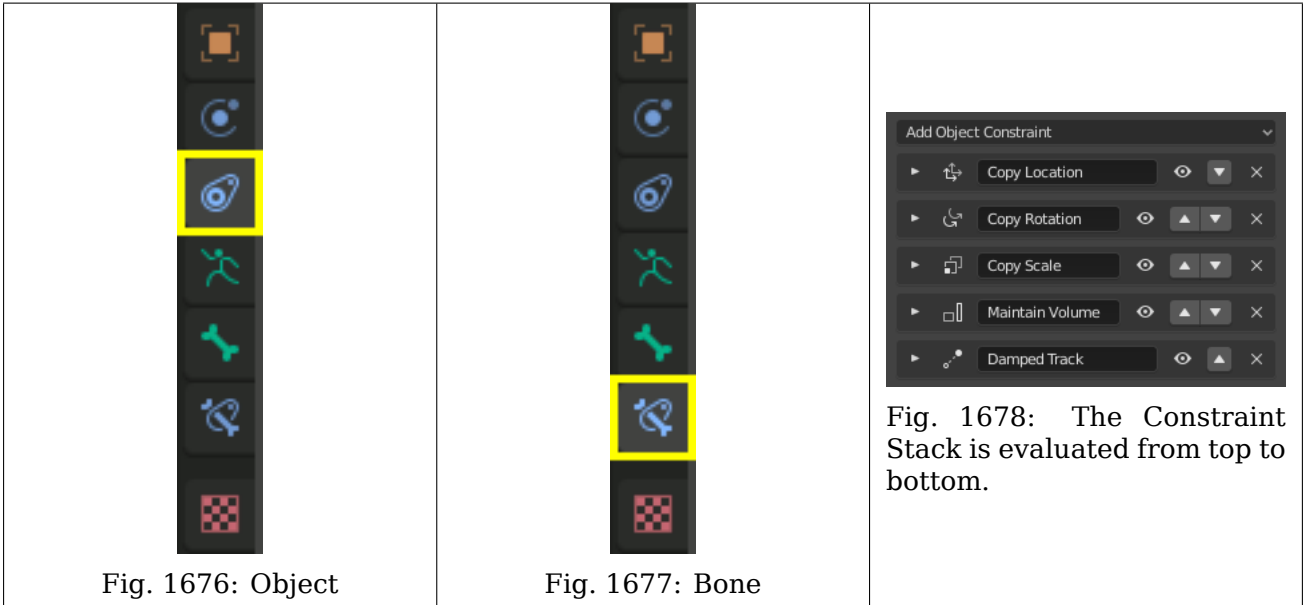 Add Object Constraint
Copy Location
Copy Rotation
Copy Scale
Maintain Volume
Damped Track
Fig. 1676: Object
Fig. 1677: Bone
Fig. 1678: The Constraint
Stack is evaluated from top to
bottom.